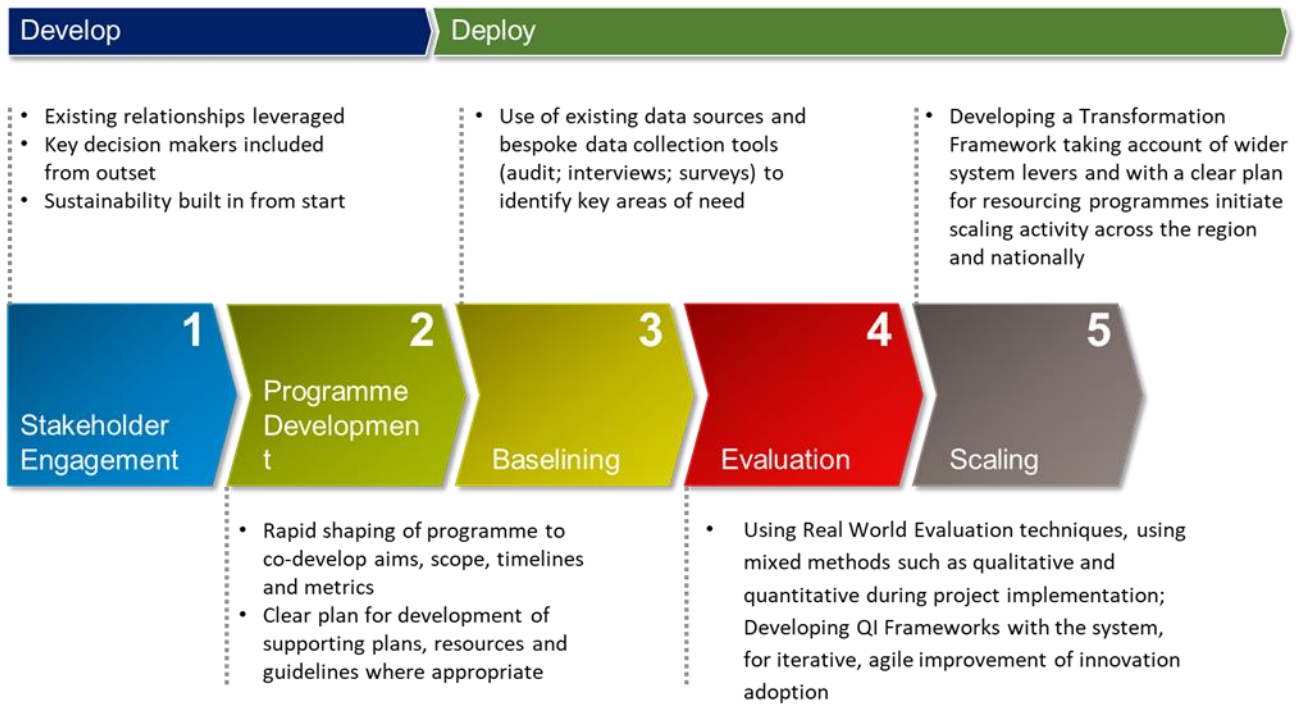 Develop
Deploy
• Existing relationships leveraged
• Key decision makers included
from outset
• Sustainability built in from start
• Use of existing data sources and
bespoke data collection tools
(audit; interviews; surveys) to
identify key areas of need
• Developing a Transformation
Framework taking account of wider
system levers and with a clear plan
for resourcing programmes initiate
scaling activity across the region
and nationally
1
Stakeholder
Engagement
2
Programme
Developmen
t
3
Baselining
4
Evaluation
5
Scaling
• Rapid shaping of programme to
co-develop aims, scope, timelines
and metrics
• Clear plan for development of
supporting plans, resources and
guidelines where appropriate
• Using Real World Evaluation techniques, using
mixed methods such as qualitative and
quantitative during project implementation;
Developing QI Frameworks with the system,
for iterative, agile improvement of innovation
adoption